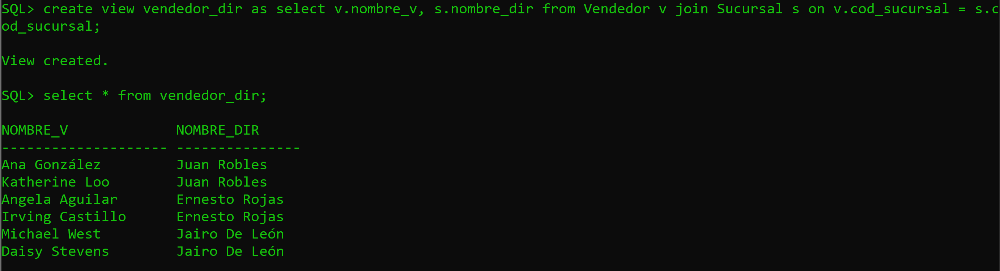 SQL> create view vendedor_dir as select v.nombre_v, s.nombre_dir from Vendedor v join Sucursal s on v.cod_sucursal = s.c
od_sucursal;
View created.
SQL> select * from vendedor_dir;
NOMBRE_V             NOMBRE_DIR
-------------------- ---------------
Ana González         Juan Robles
Katherine Loo        Juan Robles
Angela Aguilar       Ernesto Rojas
Irving Castillo      Ernesto Rojas
Michael West         Jairo De León
Daisy Stevens        Jairo De León